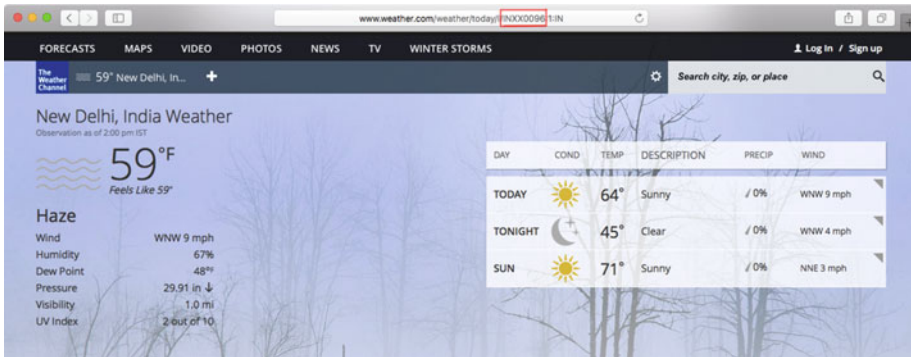 www.weather.com/weather/today/l/INXX0096:1:IN
FORECASTS MAPS VIDEO PHOTOS NEWS TV WINTER STORMS Log In / Sign up
The
Weather
Channel
59° New Delhi, In... + Search city, zip, or place
New Delhi, India Weather
Observation as of 2:00 pm IST
59°F
Feels Like 59°
Haze
Wind WNW 9 mph
Humidity 67%
Dew Point 48°F
Pressure 29.91 in ↓
Visibility 1.0 mi
UV Index 2 out of 10
DAY COND TEMP DESCRIPTION PRECIP WIND
TODAY 64° Sunny 0% WNW 9 mph
TONIGHT 45° Clear 0% WNW 4 mph
SUN 71° Sunny 0% NNE 3 mph